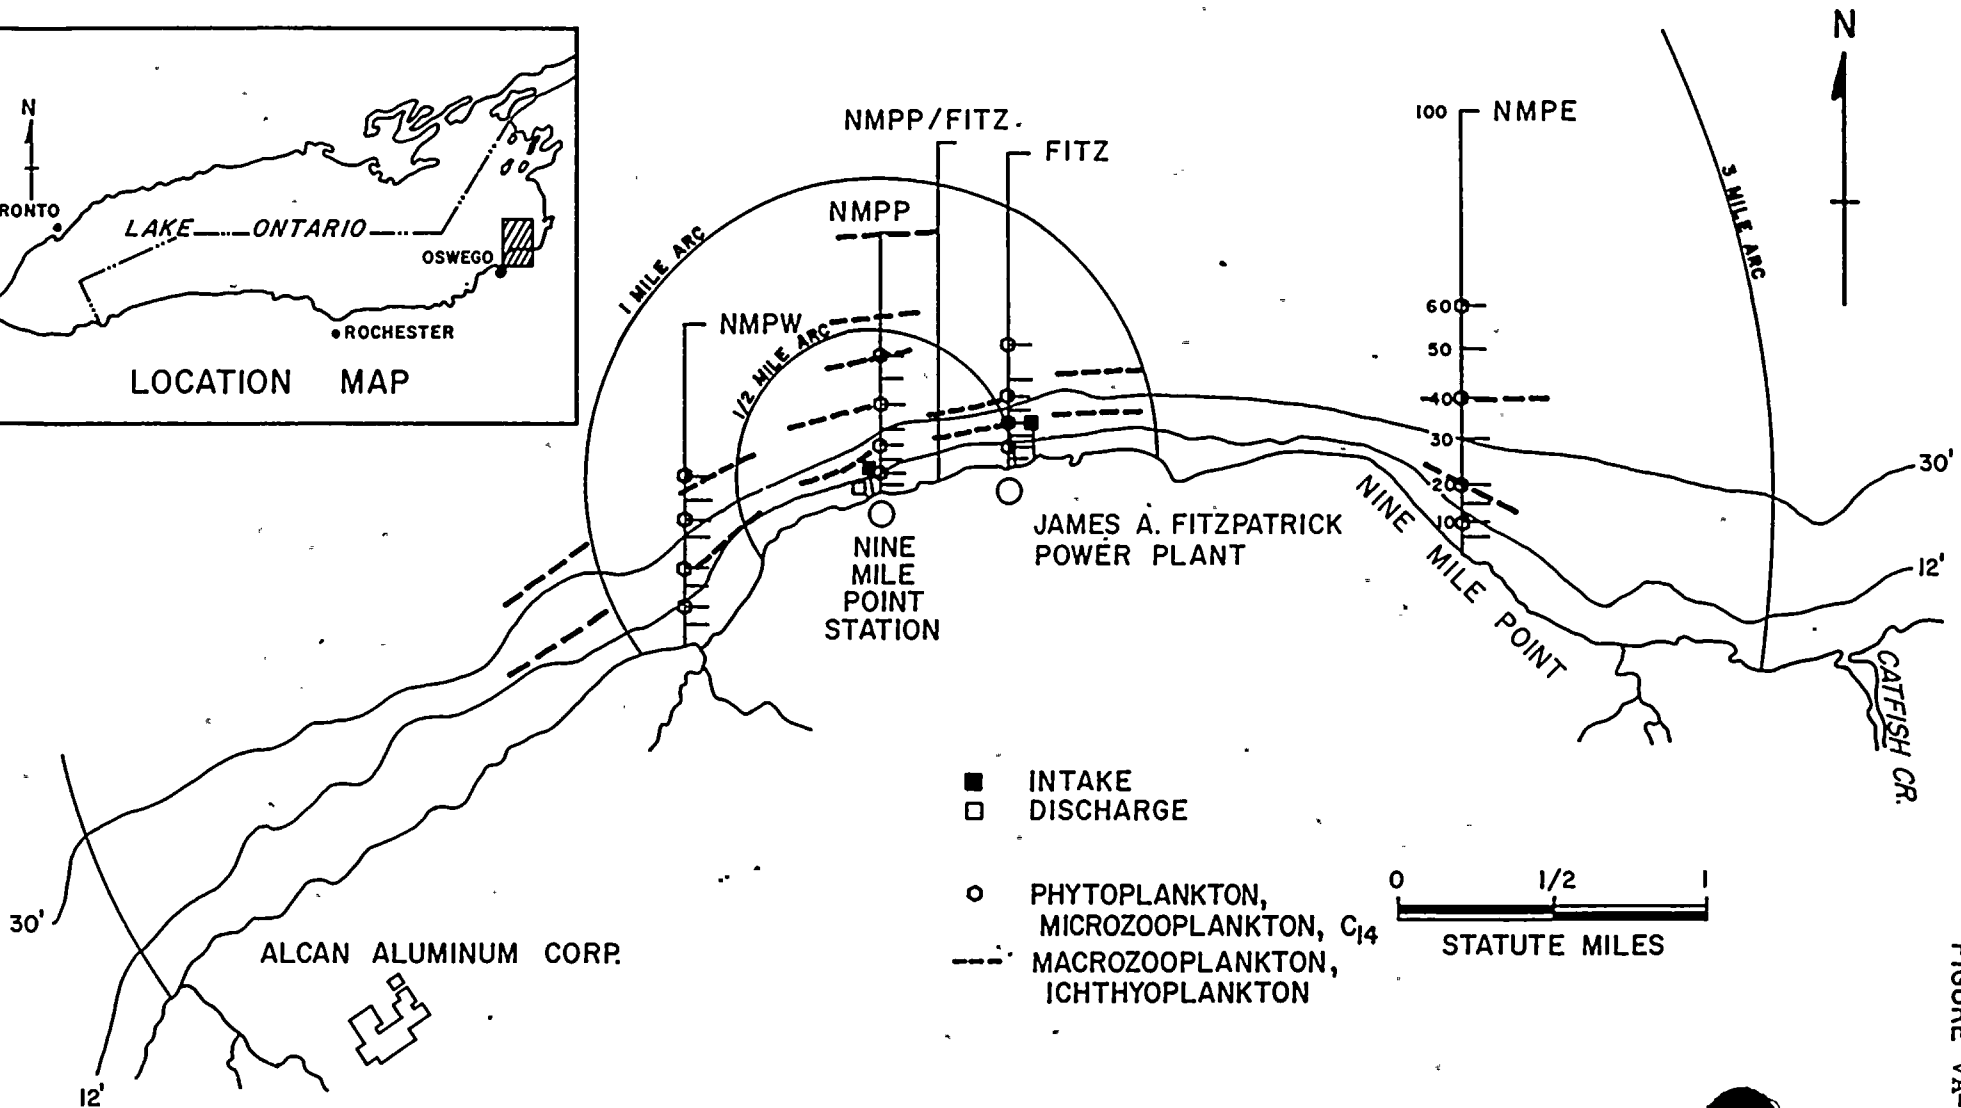 N
RONTO
LAKE ONTARIO
OSWEGO
ROCHESTER
LOCATION MAP
N
NMPP/FITZ
FITZ
100 NMPE
NMPP
NMPW
1 MILE ARC
1/2 MILE ARC
3 MILE ARC
60
50
40
30
20
10
30'
12'
NINE MILE POINT
CATFISH CR.
JAMES A. FITZPATRICK
POWER PLANT
NINE
MILE
POINT
STATION
INTAKE
DISCHARGE
PHYTOPLANKTON,
MICROZOOPLANKTON, C14
MACROZOOPLANKTON,
ICHTHYOPLANKTON
0 1/2 1
STATUTE MILES
30'
ALCAN ALUMINUM CORP.
12'
FIGURE VA-